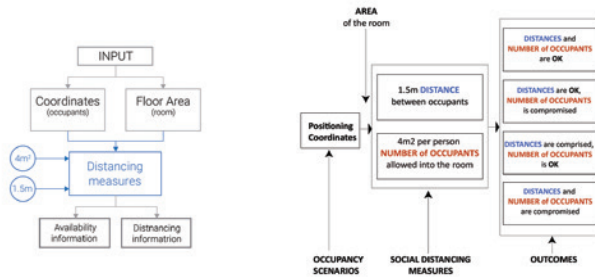 INPUT
Coordinates
(occupants)
Floor Area
(room)
4m²
1.5m
Distancing
measures
Availability
information
Distnancing
informatrion
AREA
of the room
Positioning
Coordinates
1.5m DISTANCE
between occupants
4m2 per person
NUMBER of OCCUPANTS
allowed into the room
DISTANCES and
NUMBER of OCCUPANTS
are OK
DISTANCES are OK,
NUMBER of OCCUPANTS
is compromised
DISTANCES are comprised,
NUMBER of OCCUPANTS
is OK
DISTANCES and
NUMBER of OCCUPANTS
are compromised
OCCUPANCY
SCENARIOS
SOCIAL DISTANCING
MEASURES
OUTCOMES